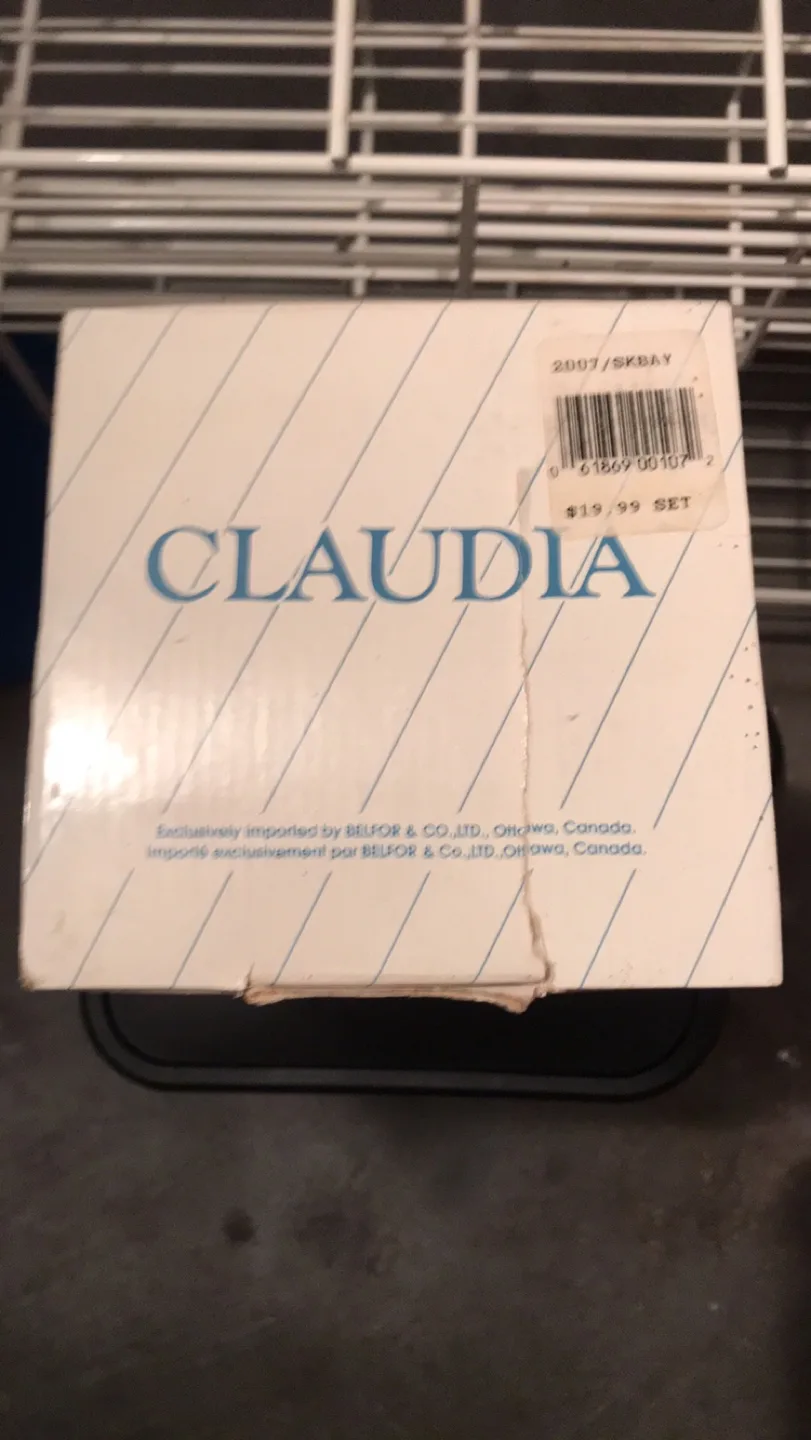 2007/SKBAY
0 61869 00107 2
$19.99 SET
CLAUDIA
Exclusively imported by BELFOR & CO.,LTD., Ottawa, Canada.
Importé exclusivement par BELFOR & Co.,LTD.,Ottawa, Canada.